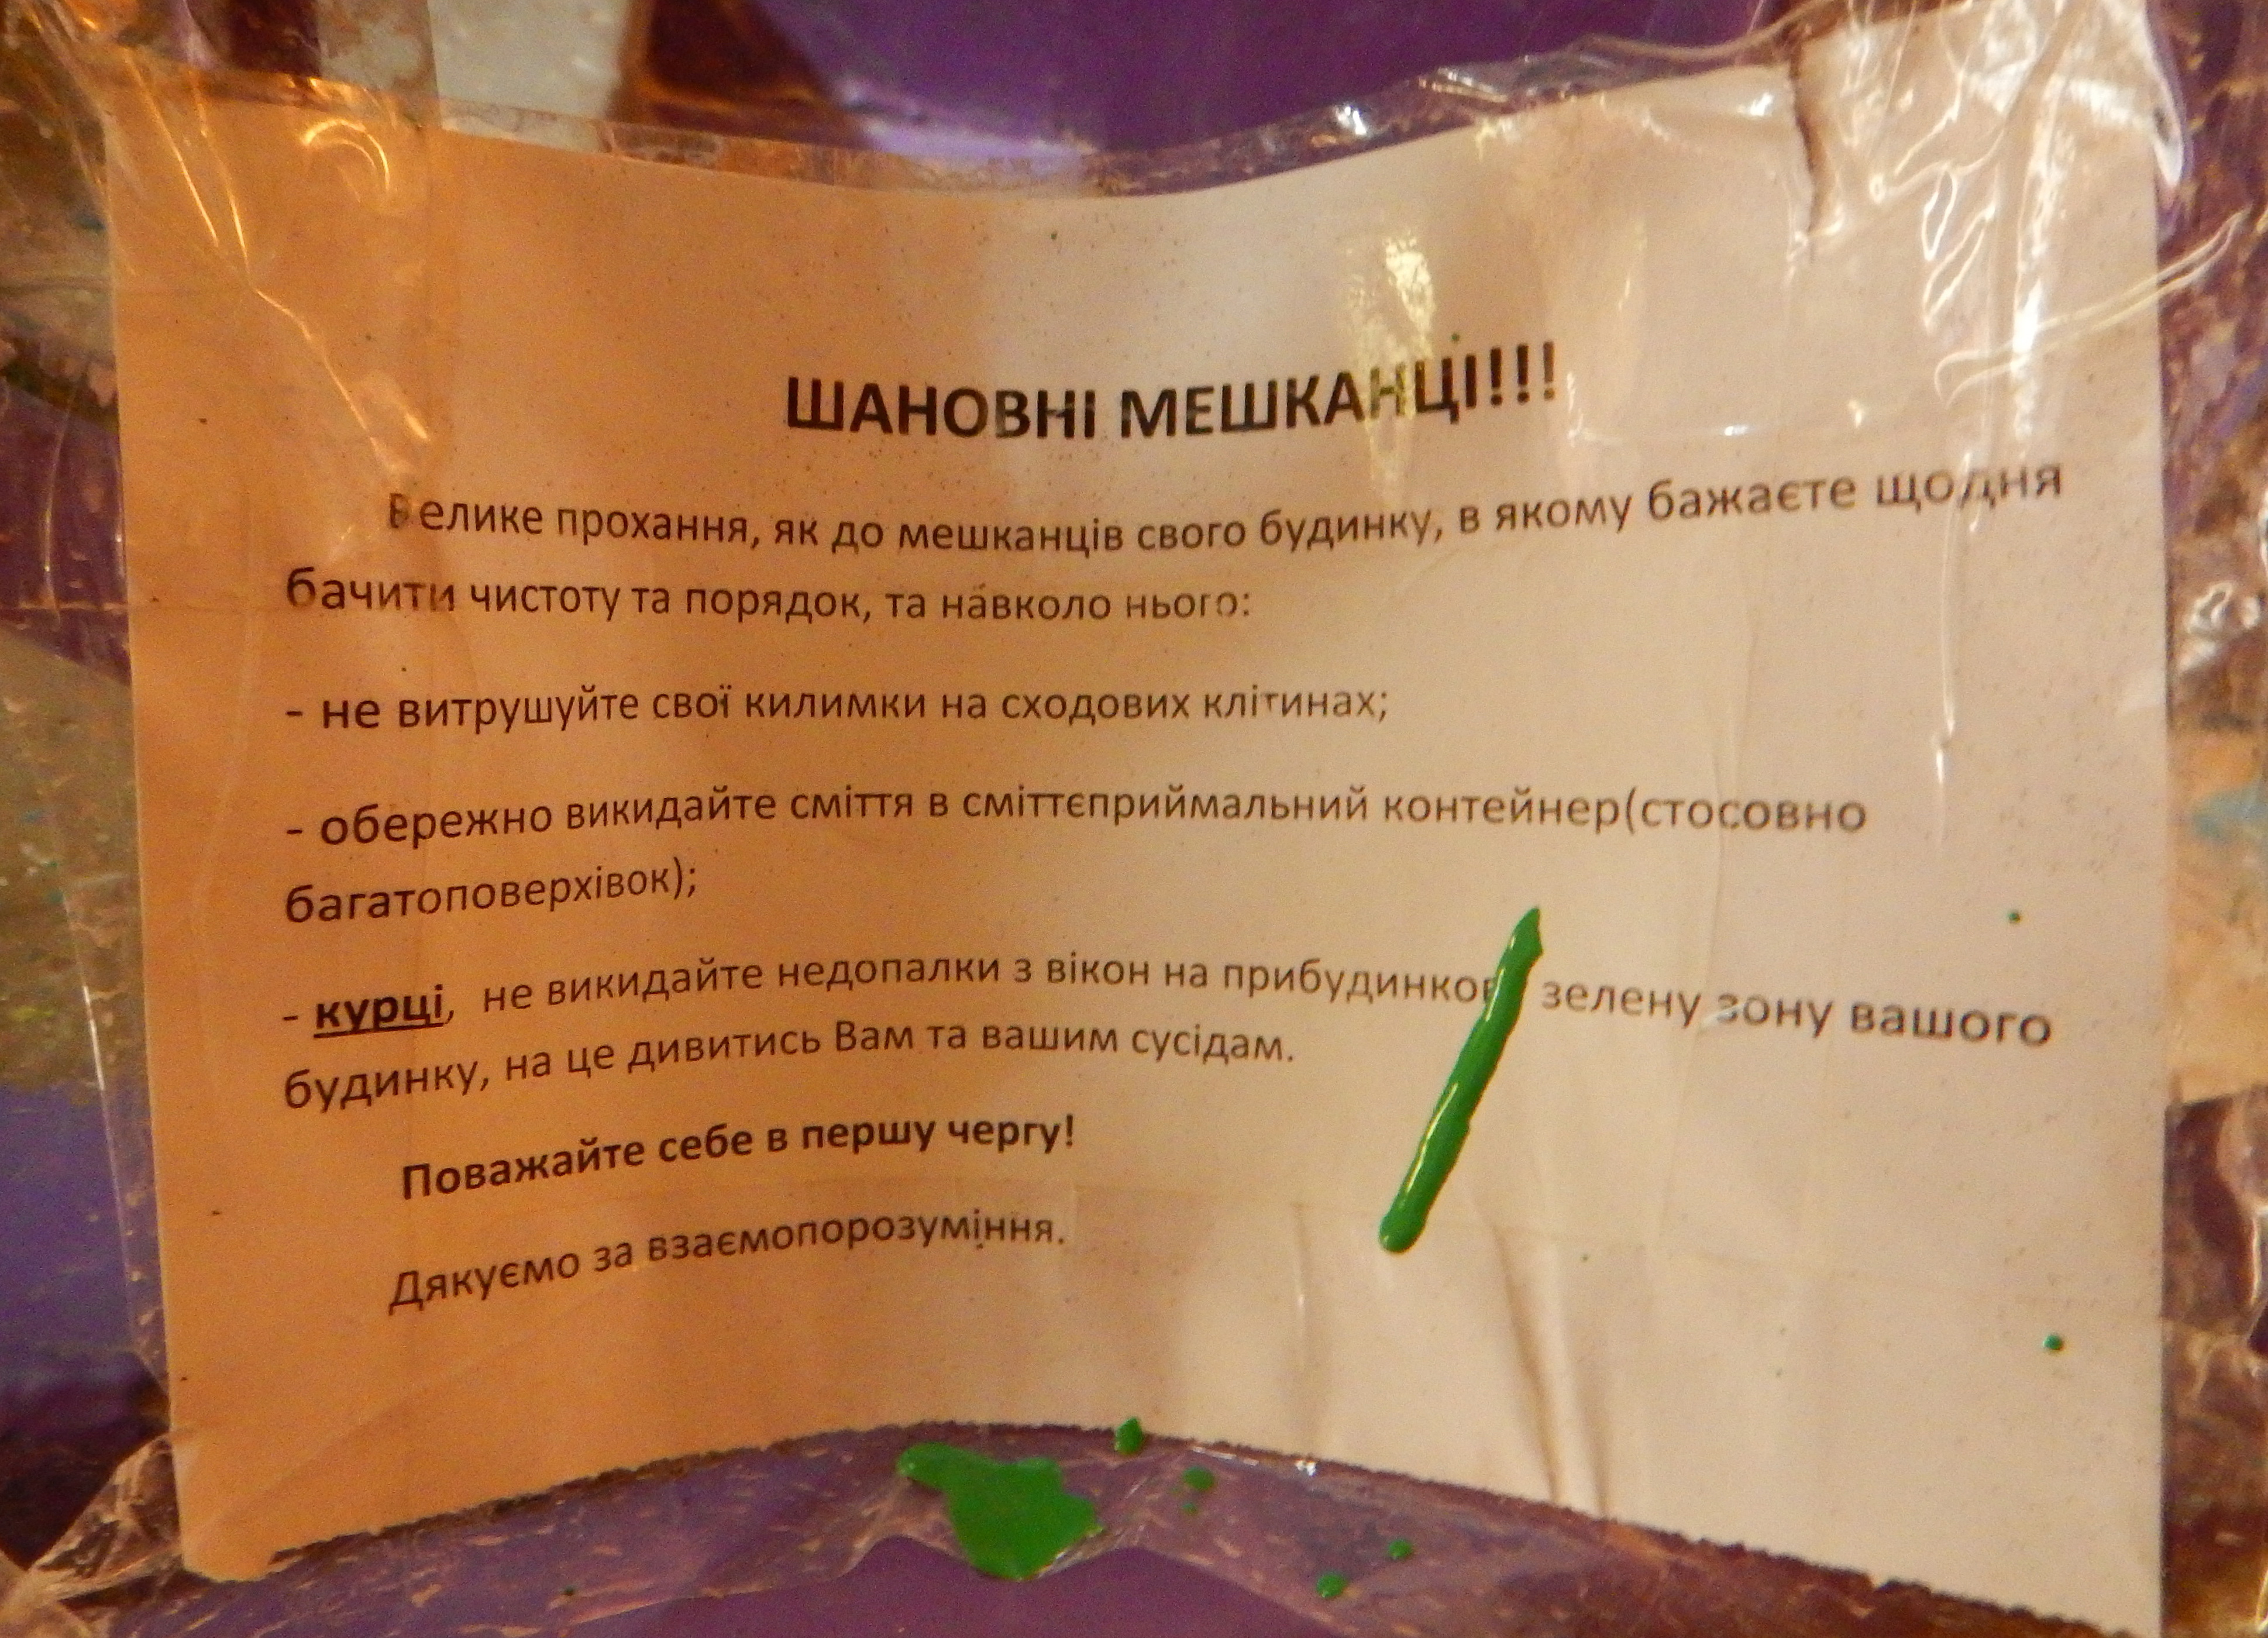 ШАНОВНІ МЕШКАНЦІ!!!
Велике прохання, як до мешканців свого будинку, в якому бажаєте щодня
бачити чистоту та порядок, та навколо нього:
- не витрушуйте свої килимки на сходових клітинах;
- обережно викидайте сміття в сміттєприймальний контейнер(стосовно
багатоповерхівок);
- курці, не викидайте недопалки з вікон на прибудинкову зелену зону вашого
будинку, на це дивитись Вам та вашим сусідам.
Поважайте себе в першу чергу!
Дякуємо за взаємопорозуміння.